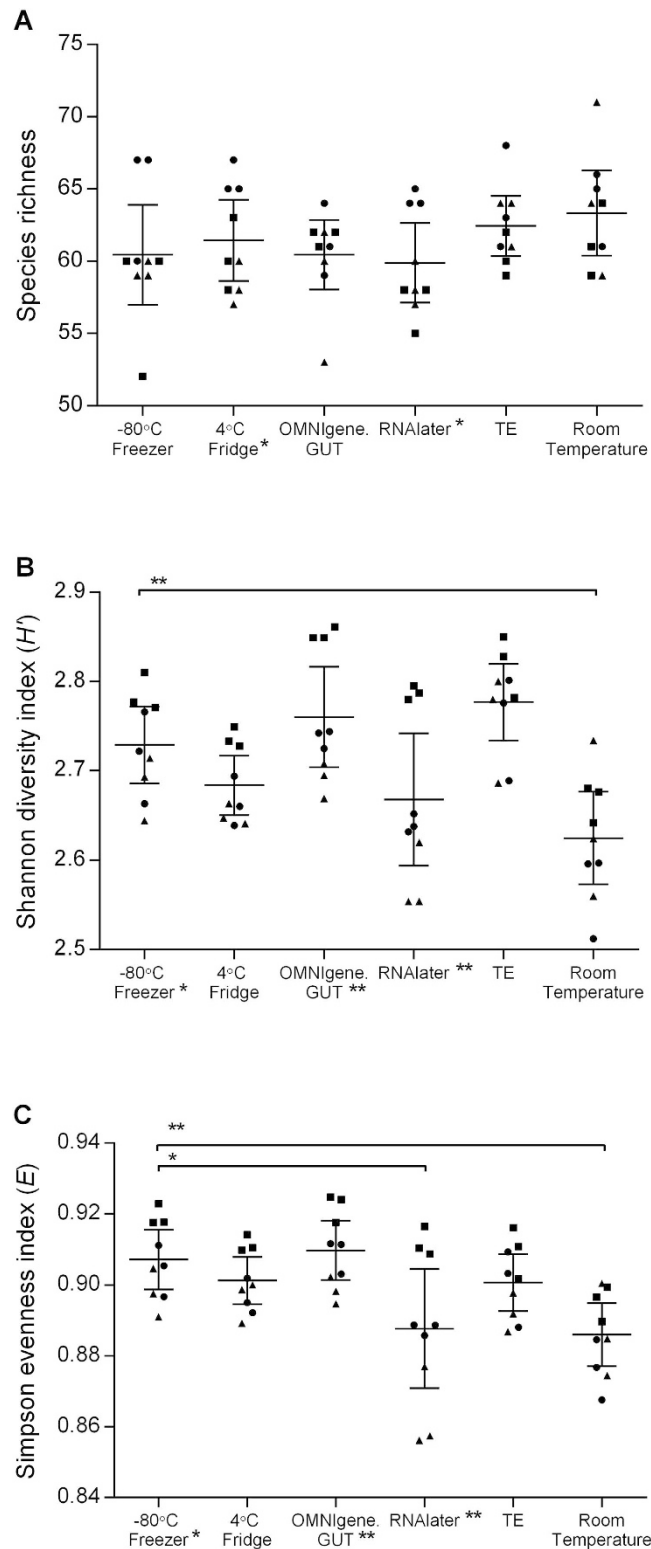 A
Species richness
75
70
65
60
55
50
-80°C
Freezer
4°C
Fridge*
OMNIgene.
GUT
RNAlater *
TE
Room
Temperature
B
Shannon diversity index (H')
**
2.9
2.8
2.7
2.6
2.5
-80°C
Freezer *
4°C
Fridge
OMNIgene.
GUT **
RNAlater **
TE
Room
Temperature
C
Simpson evenness index (E)
**
*
0.94
0.92
0.90
0.88
0.86
0.84
-80°C
Freezer *
4°C
Fridge
OMNIgene.
GUT **
RNAlater **
TE
Room
Temperature